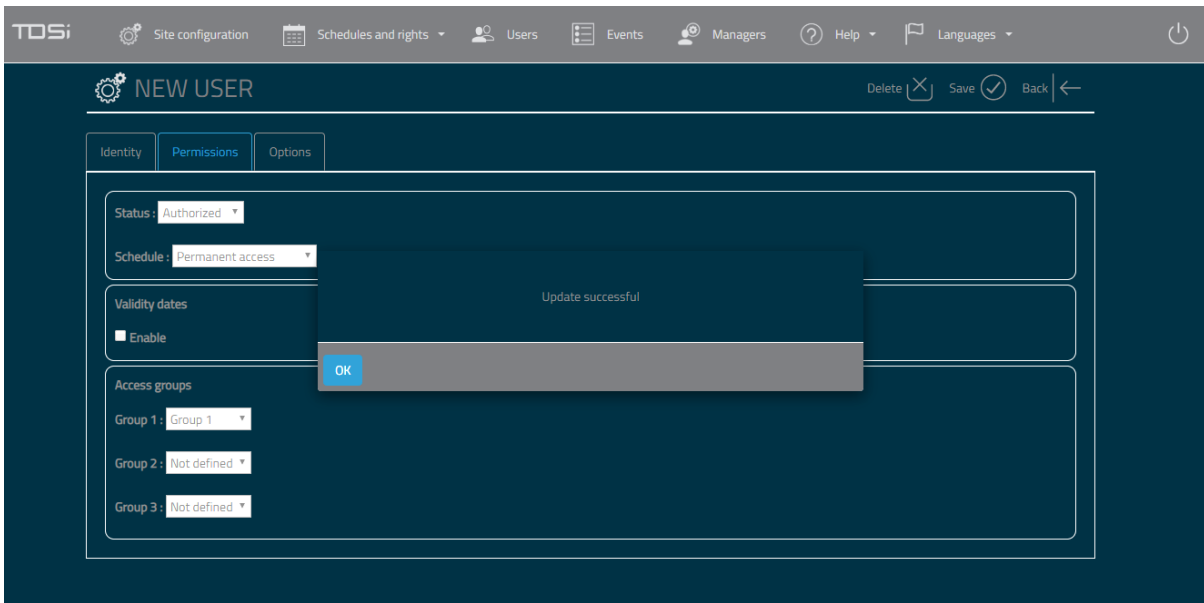 TDSi Site configuration Schedules and rights Users Events Managers Help Languages
NEW USER Delete Save Back
Identity Permissions Options
Status : Authorized
Schedule : Permanent access
Update successful
Validity dates
Enable
OK
Access groups
Group 1 : Group 1
Group 2 : Not defined
Group 3 : Not defined